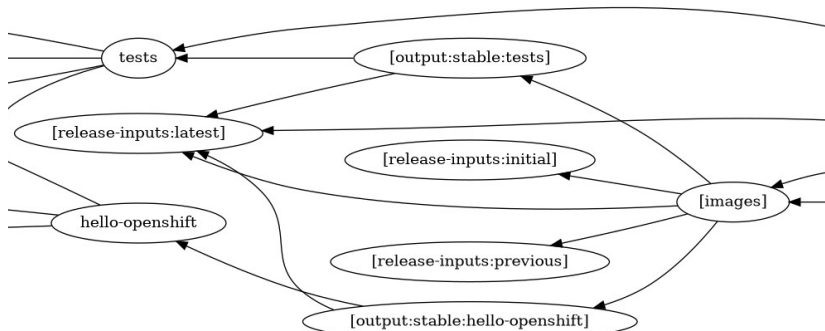 tests
[output:stable:tests]
[release-inputs:latest]
[release-inputs:initial]
[images]
hello-openshift
[release-inputs:previous]
[output:stable:hello-openshift]